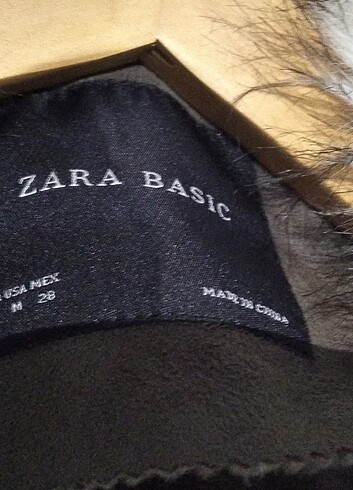 ZARA BASIC
USA MEX
M 28
MADE IN CHINA